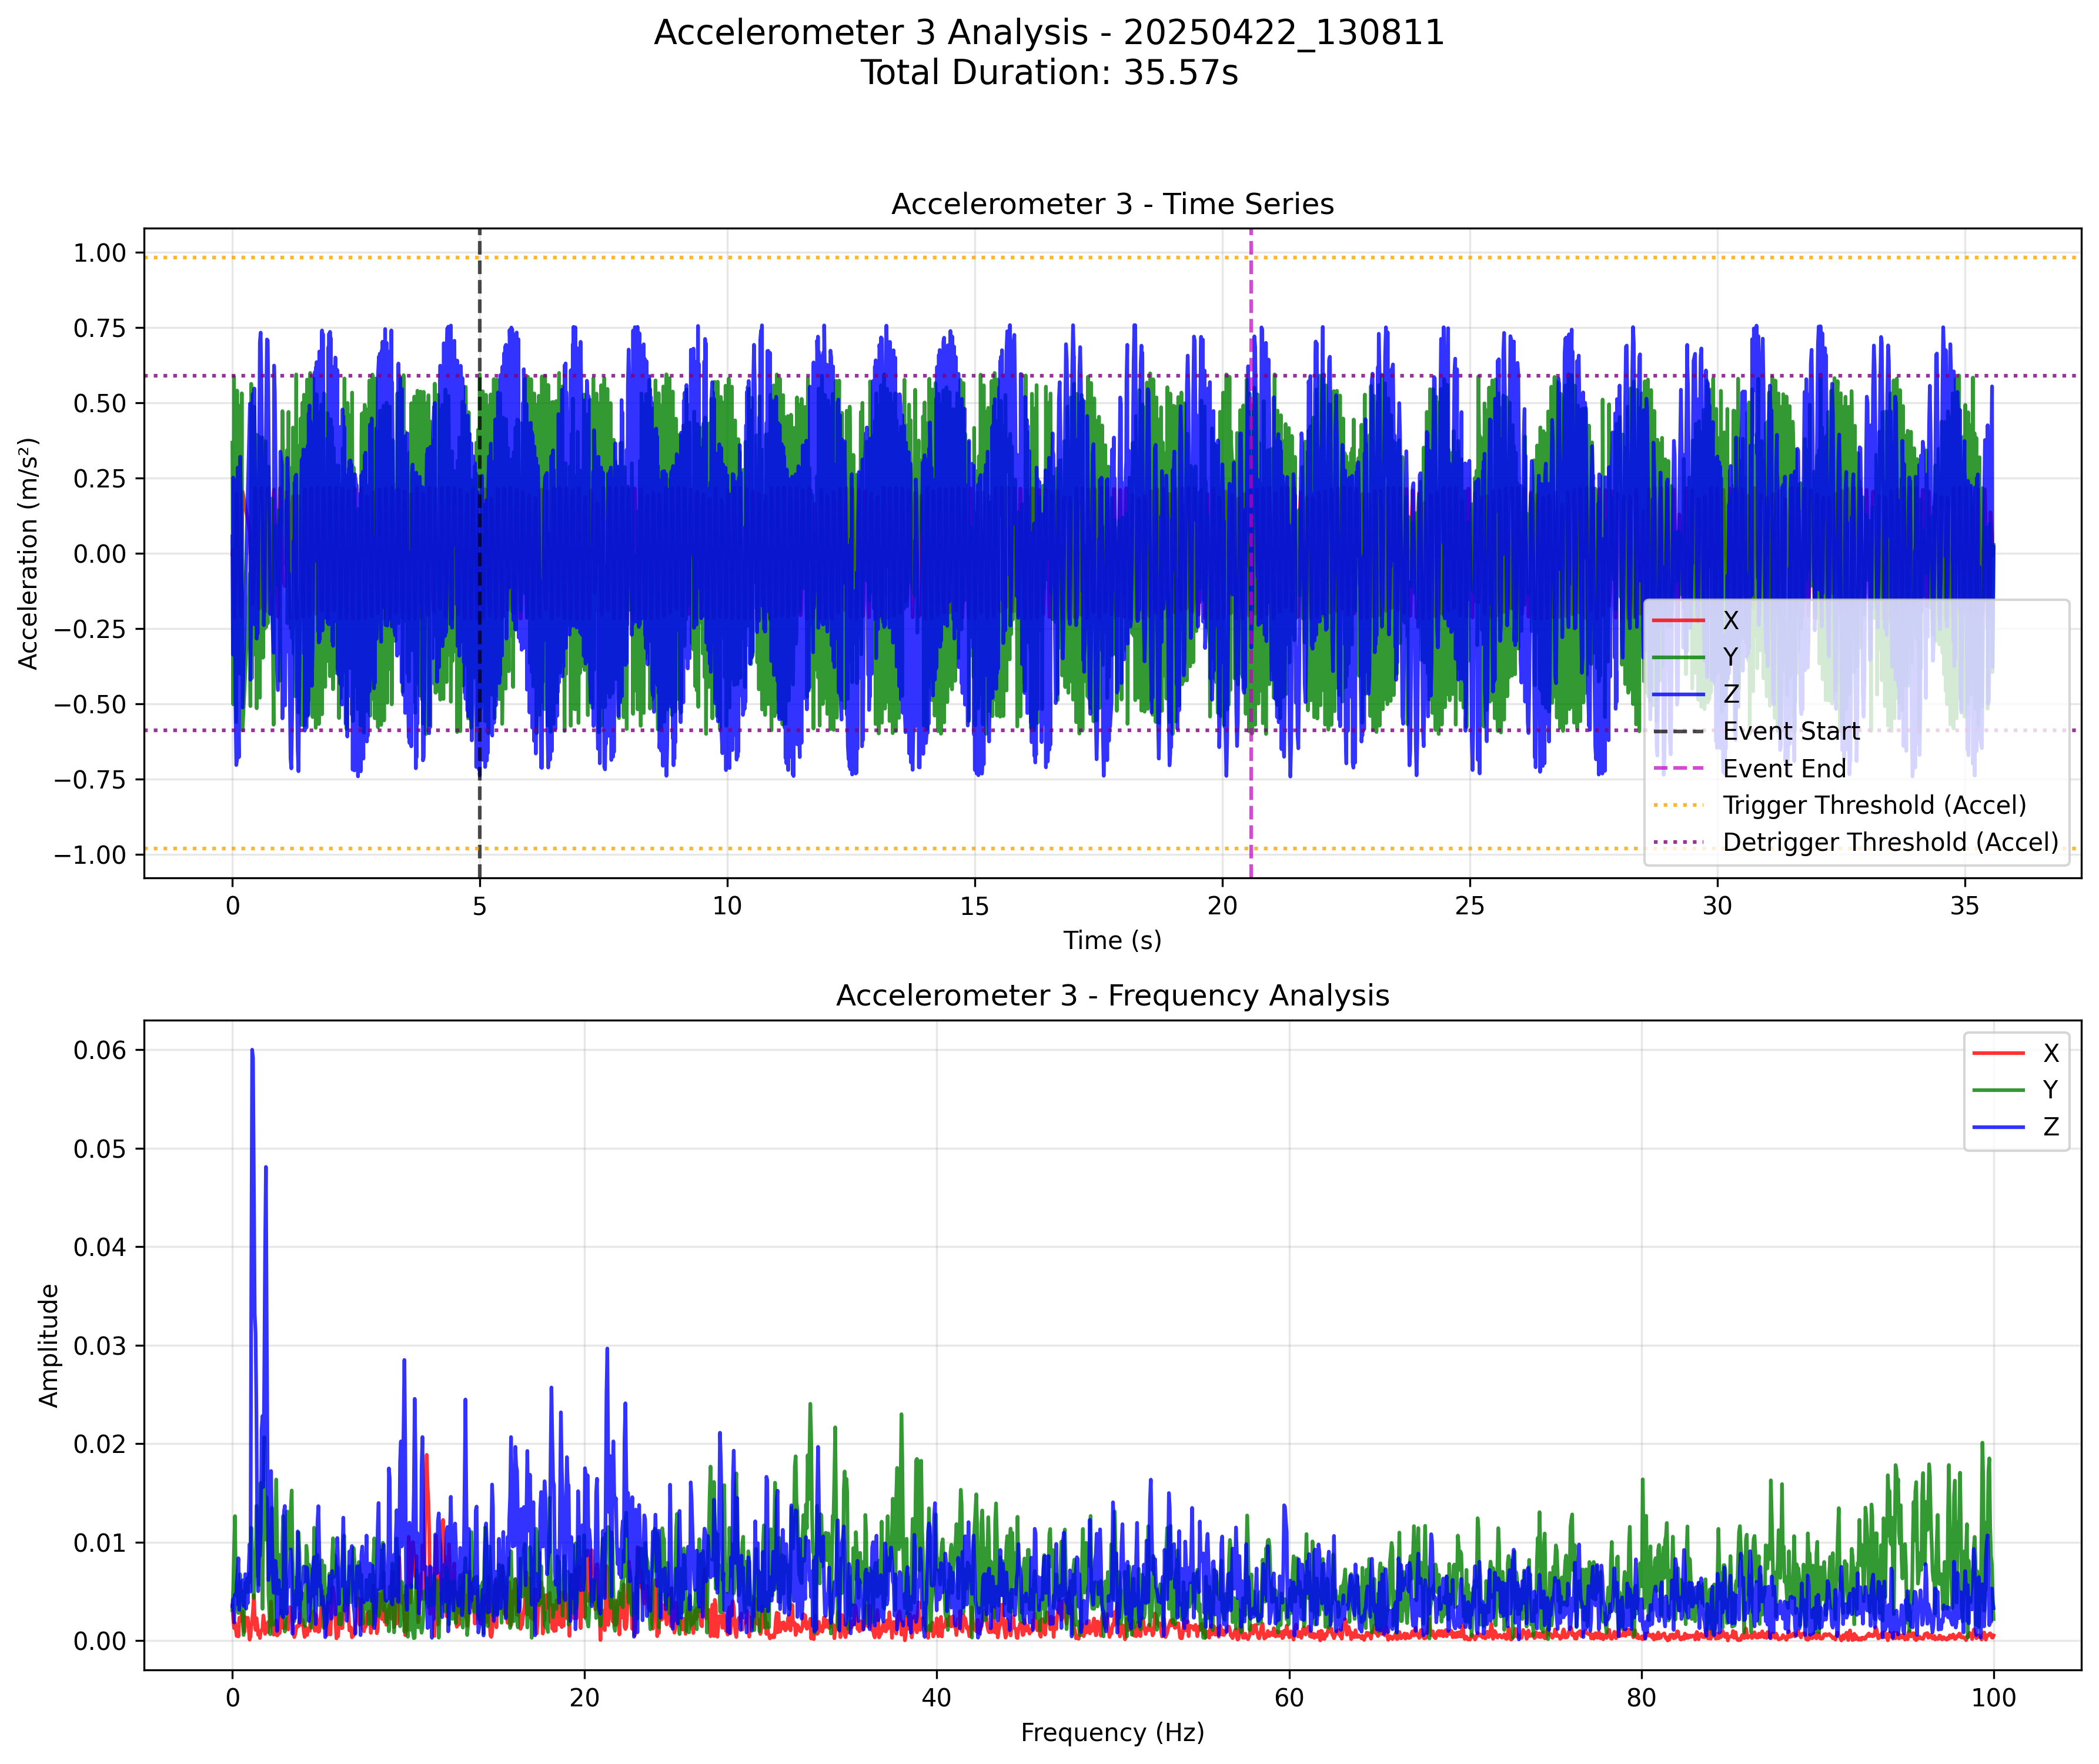 Accelerometer 3 Analysis - 20250422_130811
Total Duration: 35.57s
Accelerometer 3 - Time Series
Acceleration (m/s²)
1.00
0.75
0.50
0.25
0.00
−0.25
−0.50
−0.75
−1.00
X
Y
Z
Event Start
Event End
Trigger Threshold (Accel)
Detrigger Threshold (Accel)
0 5 10 15 20 25 30 35
Time (s)
Accelerometer 3 - Frequency Analysis
Amplitude
0.06
0.05
0.04
0.03
0.02
0.01
0.00
X
Y
Z
0 20 40 60 80 100
Frequency (Hz)